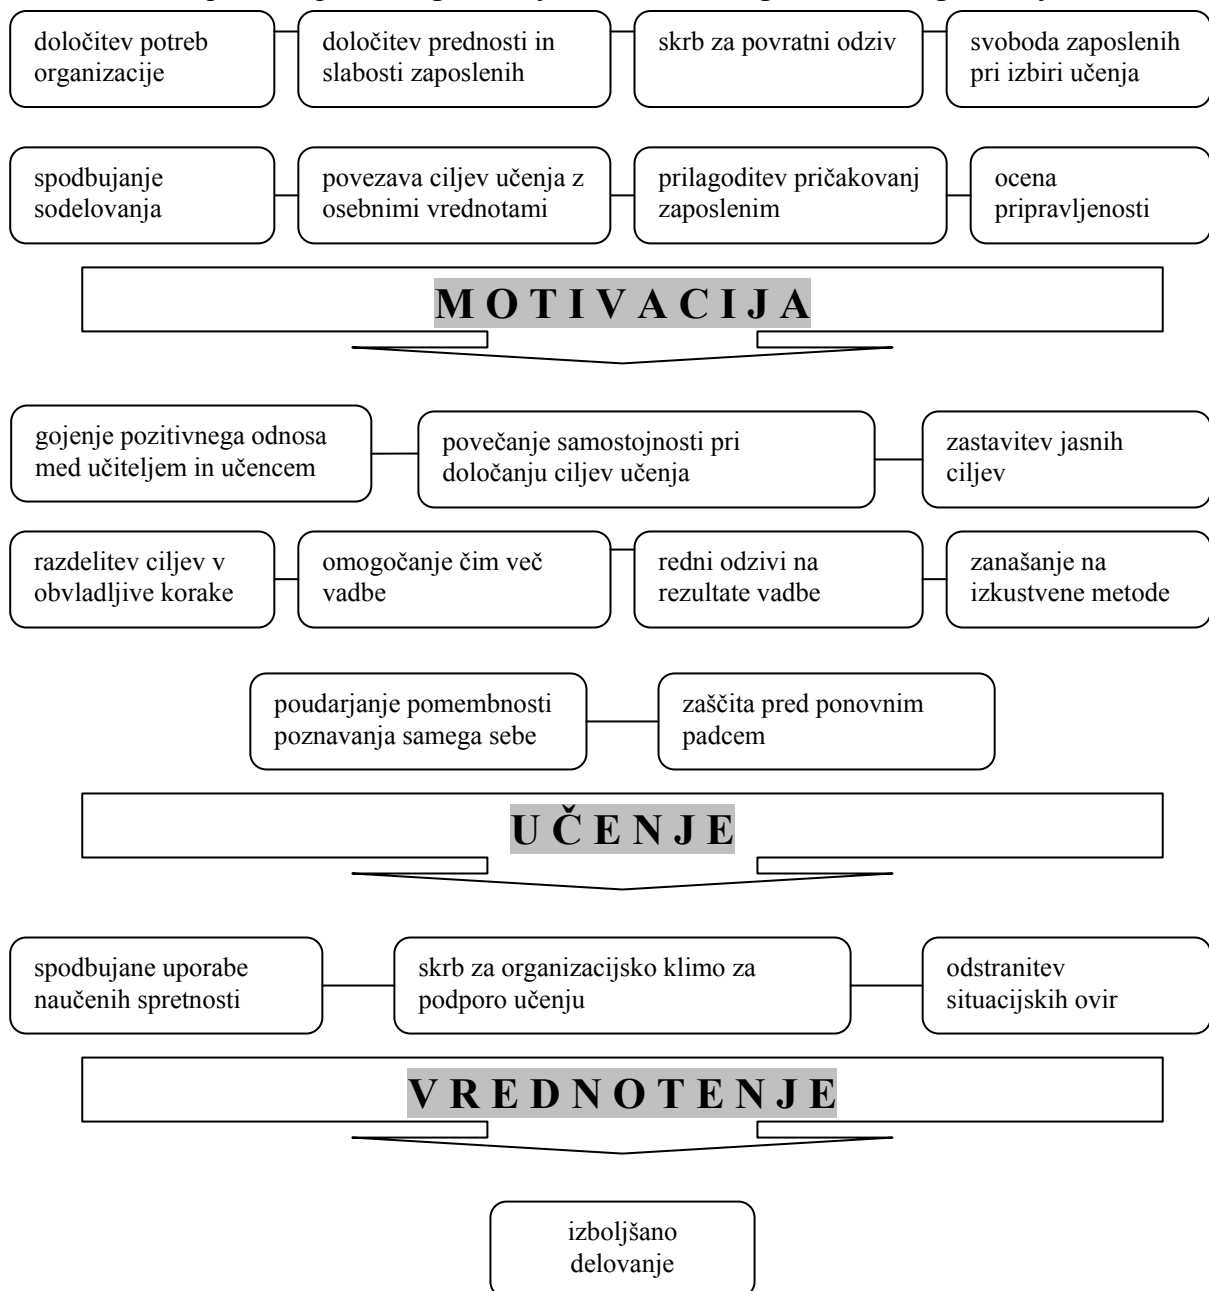 določitev potreb
organizacije
določitev prednosti in
slabosti zaposlenih
skrb za povratni odziv
svoboda zaposlenih
pri izbiri učenja
spodbujanje
sodelovanja
povezava ciljev učenja z
osebnimi vrednotami
prilagoditev pričakovanj
zaposlenim
ocena
pripravljenosti
M O T I V A C I J A
gojenje pozitivnega odnosa
med učiteljem in učencem
povečanje samostojnosti pri
določanju ciljev učenja
zastavitev jasnih
ciljev
razdelitev ciljev v
obvladljive korake
omogočanje čim več
vadbe
redni odzivi na
rezultate vadbe
zanašanje na
izkustvene metode
poudarjanje pomembnosti
poznavanja samega sebe
zaščita pred ponovnim
padcem
U Č E N J E
spodbujane uporabe
naučenih spretnosti
skrb za organizacijsko klimo za
podporo učenju
odstranitev
situacijskih ovir
V R E D N O T E N J E
izboljšano
delovanje